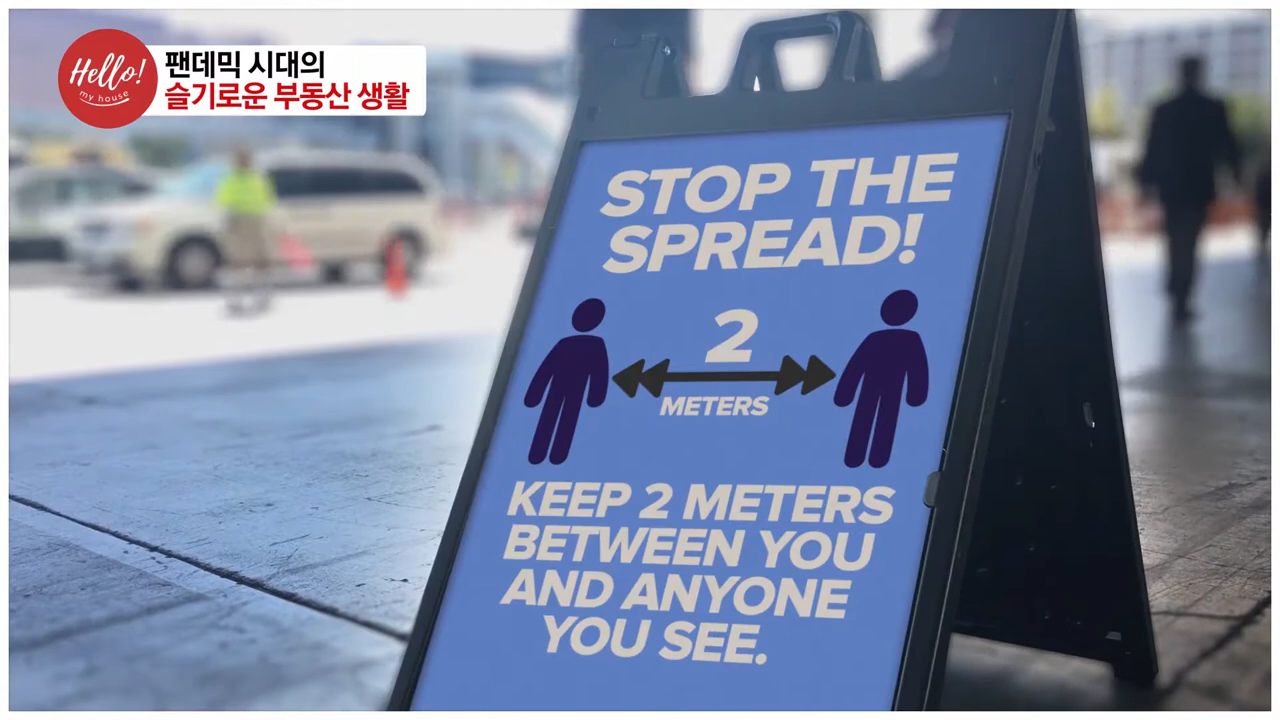 Hello!
my house
팬데믹 시대의
슬기로운 부동산 생활
STOP THE
SPREAD!
2
METERS
KEEP 2 METERS
BETWEEN YOU
AND ANYONE
YOU SEE.